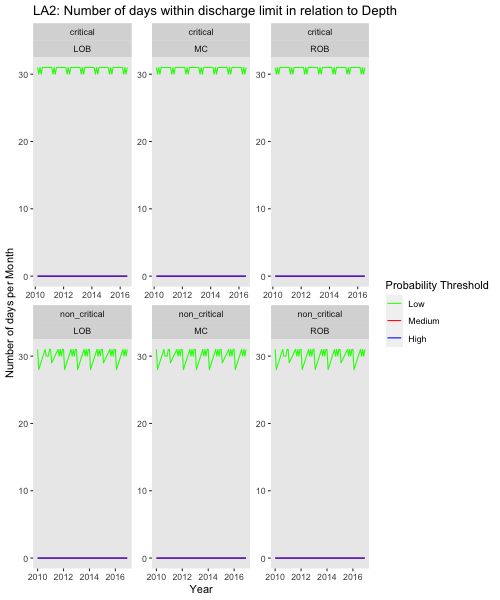 LA2: Number of days within discharge limit in relation to Depth
critical critical critical
LOB MC ROB
30
20
10
0
2010 2012 2014 2016 2010 2012 2014 2016 2010 2012 2014 2016
non_critical non_critical non_critical
LOB MC ROB
30
20
10
0
2010 2012 2014 2016 2010 2012 2014 2016 2010 2012 2014 2016
Year
Number of days per Month
Probability Threshold
Low
Medium
High